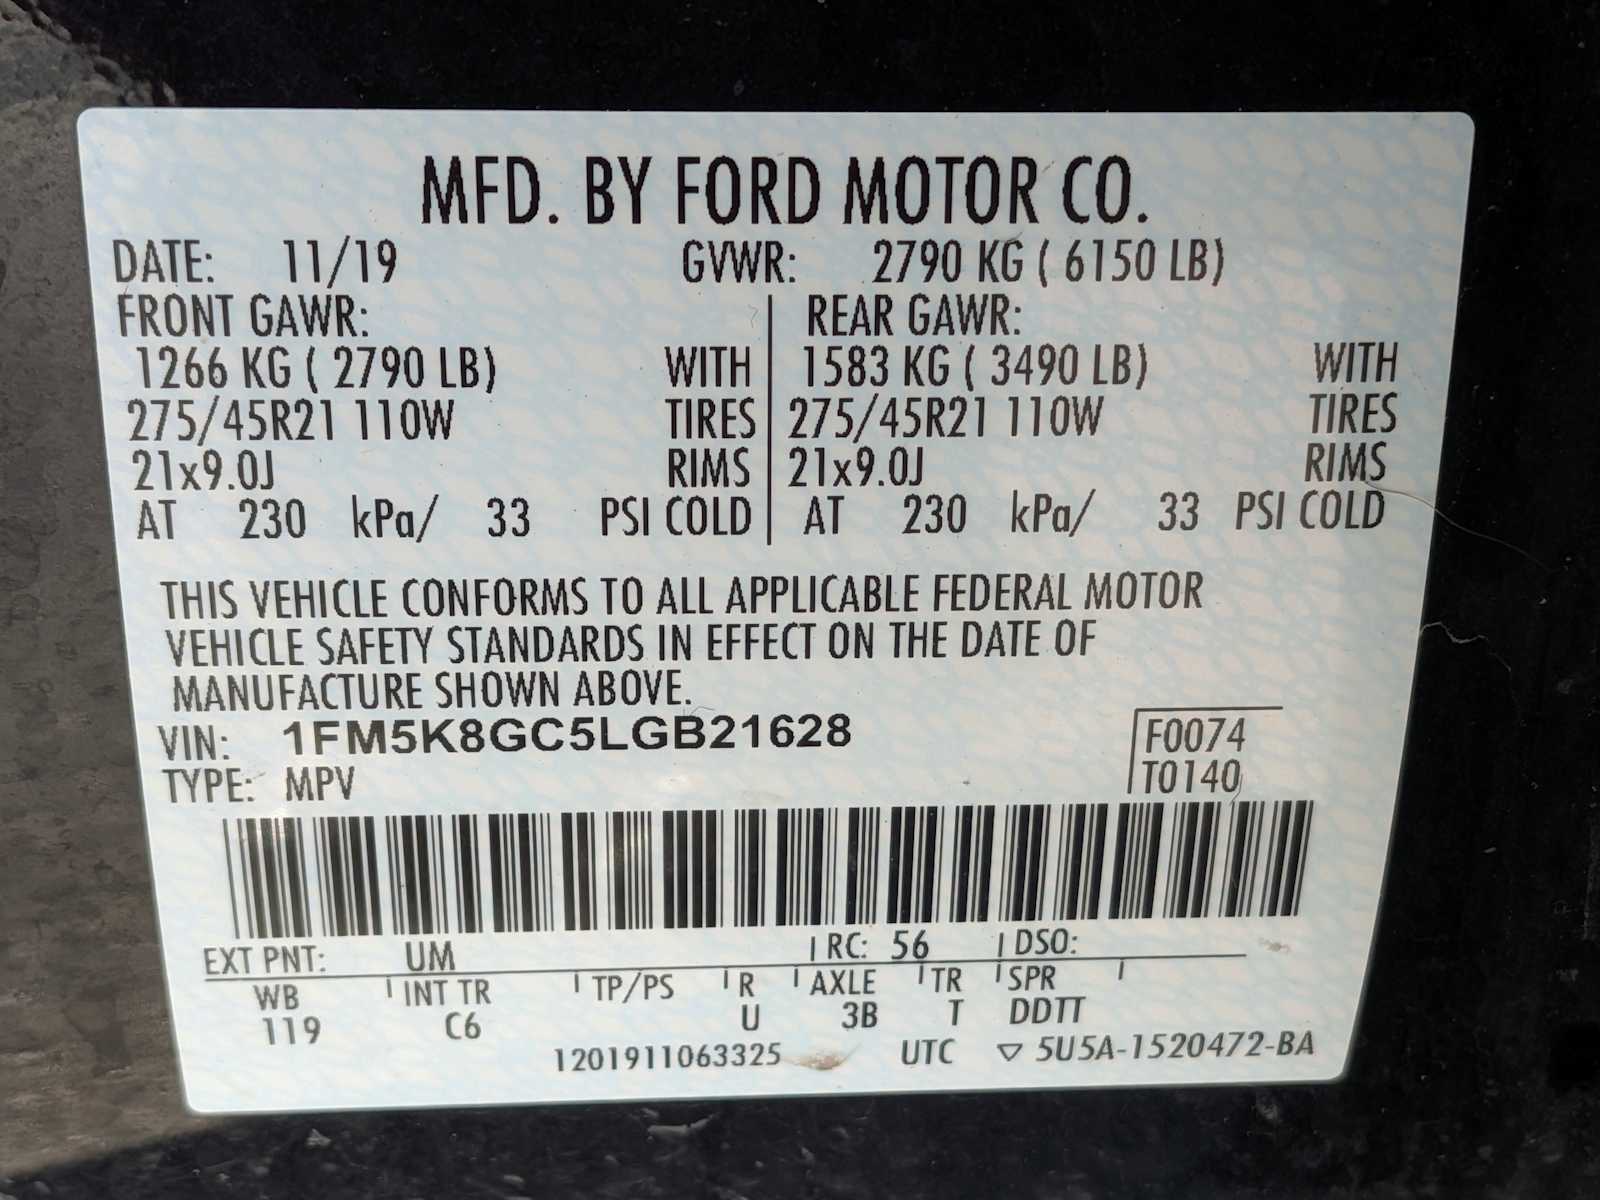 MFD. BY FORD MOTOR CO.
DATE: 11/19 GVWR: 2790 KG ( 6150 LB)
FRONT GAWR: REAR GAWR:
1266 KG ( 2790 LB) WITH 1583 KG ( 3490 LB) WITH
275/45R21 110W TIRES 275/45R21 110W TIRES
21x9.0J RIMS 21x9.0J RIMS
AT 230 kPa/ 33 PSI COLD AT 230 kPa/ 33 PSI COLD
THIS VEHICLE CONFORMS TO ALL APPLICABLE FEDERAL MOTOR
VEHICLE SAFETY STANDARDS IN EFFECT ON THE DATE OF
MANUFACTURE SHOWN ABOVE.
VIN: 1FM5K8GC5LGB21628 F0074
TYPE: MPV T0140
EXT PNT: UM RC: 56 DSO:
WB INT TR TP/PS R AXLE TR SPR
119 C6 U 3B T DDTT
1201911063325 UTC ▽ 5U5A-1520472-BA